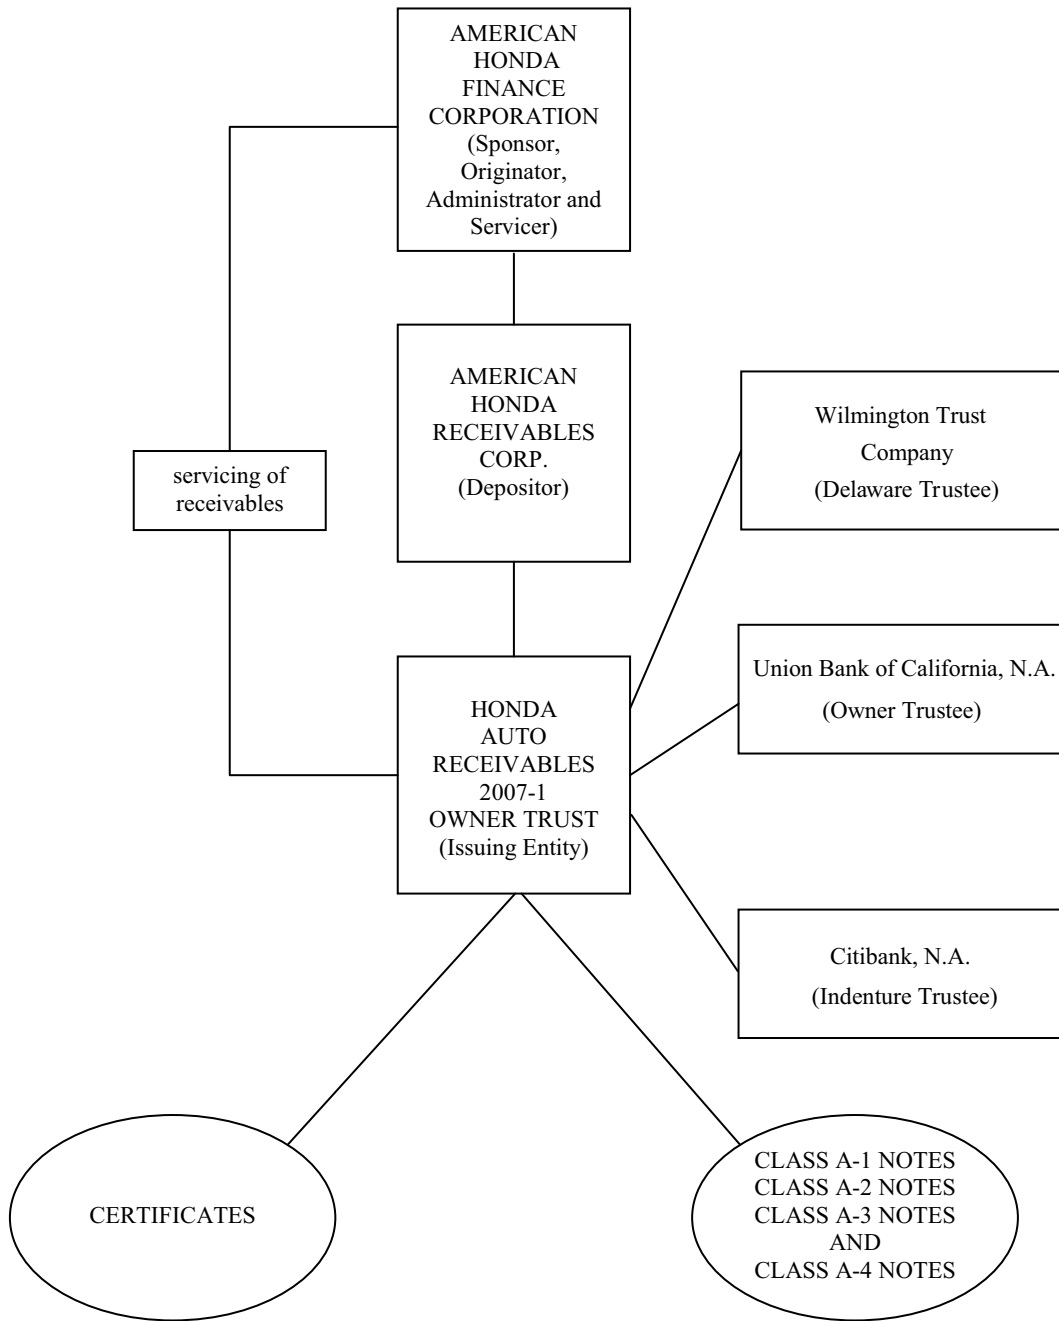 AMERICAN
HONDA
FINANCE
CORPORATION
(Sponsor,
Originator,
Administrator and
Servicer)
AMERICAN
HONDA
RECEIVABLES
CORP.
(Depositor)
servicing of
receivables
Wilmington Trust
Company
(Delaware Trustee)
Union Bank of California, N.A.
(Owner Trustee)
HONDA
AUTO
RECEIVABLES
2007-1
OWNER TRUST
(Issuing Entity)
Citibank, N.A.
(Indenture Trustee)
CERTIFICATES
CLASS A-1 NOTES
CLASS A-2 NOTES
CLASS A-3 NOTES
AND
CLASS A-4 NOTES